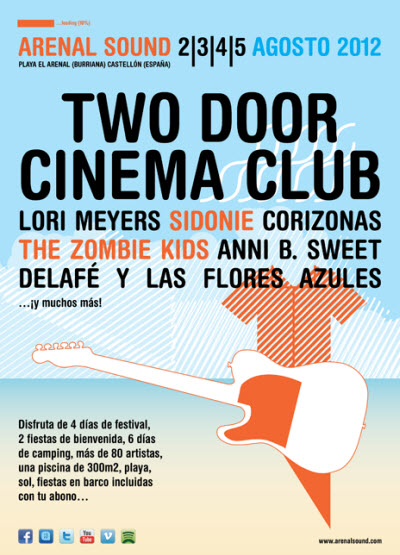 ...loading (90%)
ARENAL SOUND 2|3|4|5 AGOSTO 2012
PLAYA EL ARENAL (BURRIANA) CASTELLÓN (ESPAÑA)
TWO DOOR
CINEMA CLUB
LORI MEYERS SIDONIE CORIZONAS
THE ZOMBIE KIDS ANNI B. SWEET
DELAFÉ Y LAS FLORES AZULES
...¡y muchos más!
Disfruta de 4 días de festival,
2 fiestas de bienvenida, 6 días
de camping, más de 80 artistas,
una piscina de 300m2, playa,
sol, fiestas en barco incluidas
con tu abono...
You Tube
www.arenalsound.com